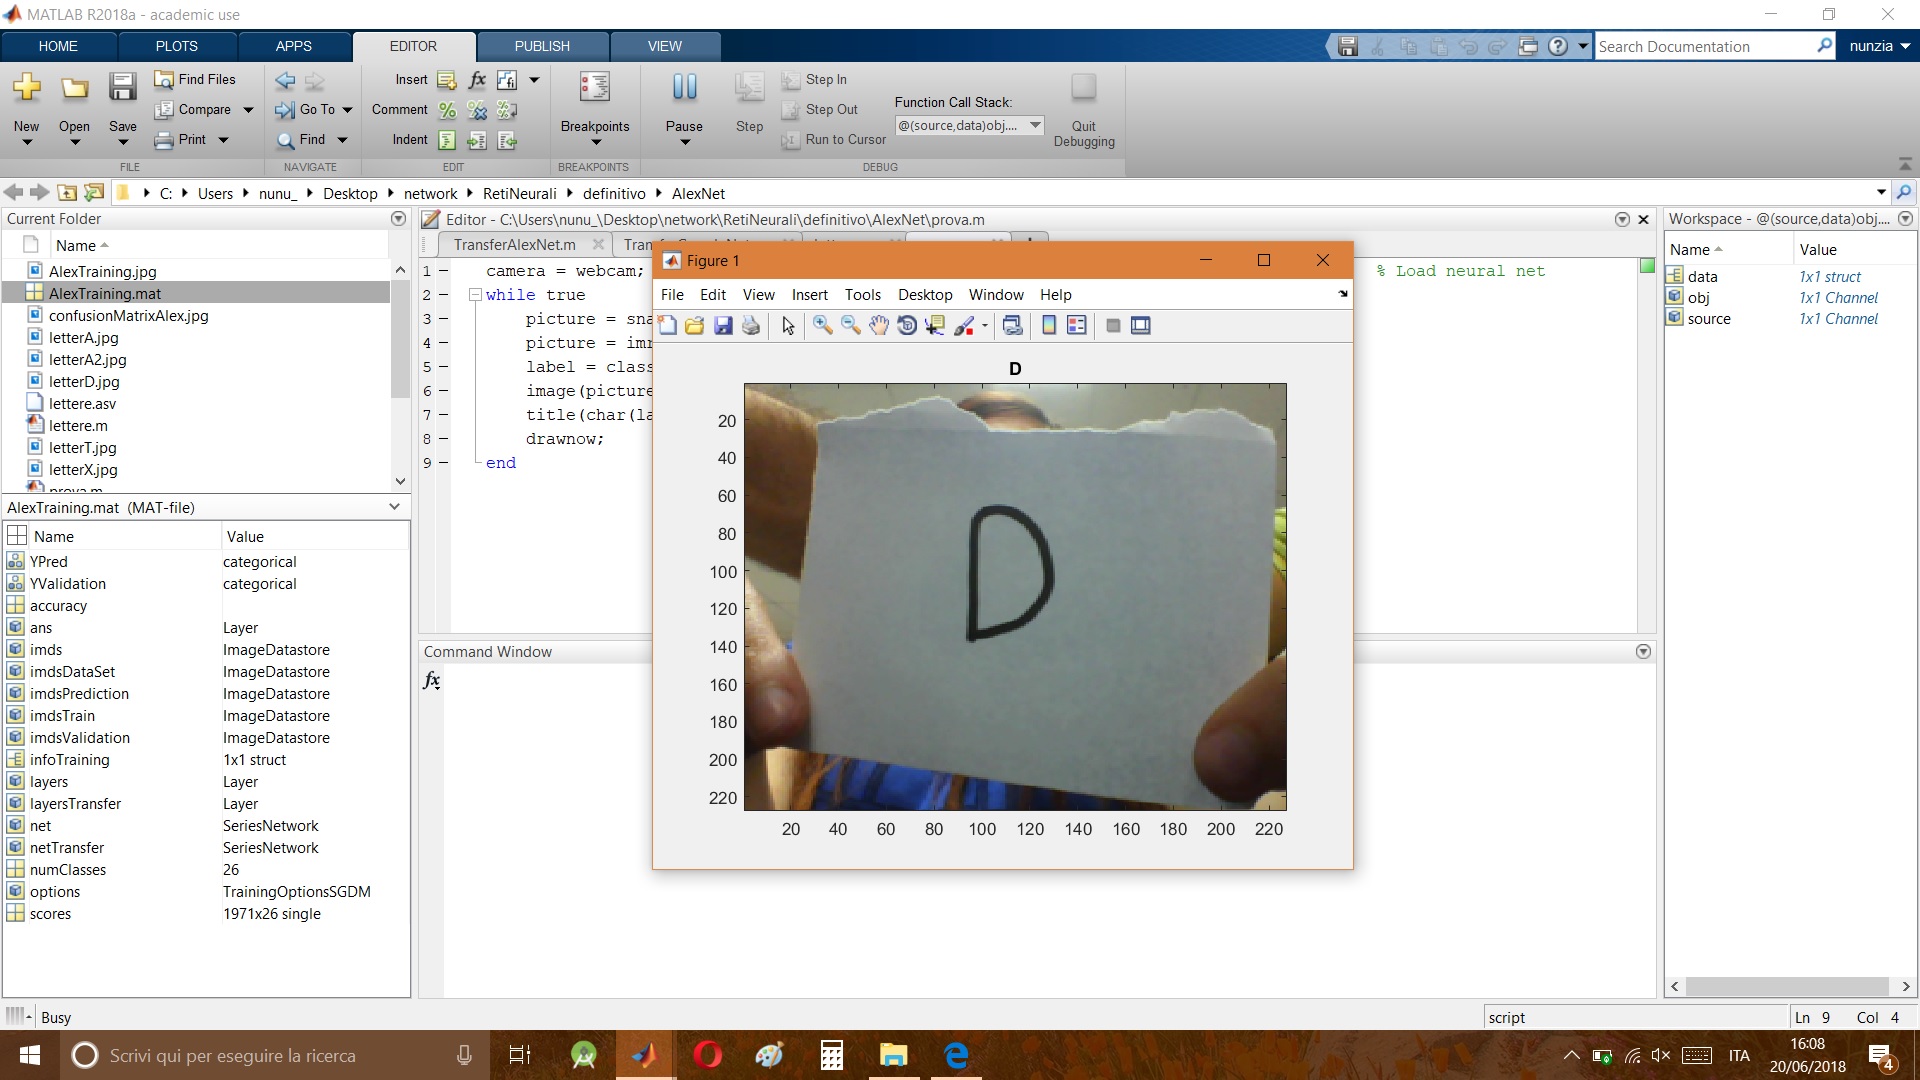 MATLAB R2018a - academic use
HOME PLOTS APPS EDITOR PUBLISH VIEW
Search Documentation
nunzia
New
Open
Save
Find Files
Compare
Print
FILE
Go To
Find
NAVIGATE
Insert
Comment
Indent
EDIT
fx
Breakpoints
BREAKPOINTS
Pause
Step
Step In
Step Out
Run to Cursor
Function Call Stack:
@(source,data)obj....
Quit
Debugging
DEBUG
C: Users nunu_ Desktop network RetiNeurali definitivo AlexNet
Current Folder
Name
AlexTraining.jpg
AlexTraining.mat
confusionMatrixAlex.jpg
letterA.jpg
letterA2.jpg
letterD.jpg
lettere.asv
lettere.m
letterT.jpg
letterX.jpg
prova.m
AlexTraining.mat (MAT-file)
Name Value
YPred categorical
YValidation categorical
accuracy
ans Layer
imds ImageDatastore
imdsDataSet ImageDatastore
imdsPrediction ImageDatastore
imdsTrain ImageDatastore
imdsValidation ImageDatastore
infoTraining 1x1 struct
layers Layer
layersTransfer Layer
net SeriesNetwork
netTransfer SeriesNetwork
numClasses 26
options TrainingOptionsSGDM
scores 1971x26 single
Editor - C:\Users\nunu_\Desktop\network\RetiNeurali\definitivo\AlexNet\prova.m
TransferAlexNet.m
1 camera = webcam; % Load neural net
2 while true
3 picture = sna
4 picture = imr
5 label = class
6 image(picture
7 title(char(la
8 drawnow;
9 end
Figure 1
File Edit View Insert Tools Desktop Window Help
D
20
40
60
80
100
120
140
160
180
200
220
D
20 40 60 80 100 120 140 160 180 200 220
Command Window
fx
Workspace - @(source,data)obj....
Name Value
data 1x1 struct
obj 1x1 Channel
source 1x1 Channel
Busy
script
Ln 9 Col 4
Scrivi qui per eseguire la ricerca
ITA
16:08
20/06/2018
4